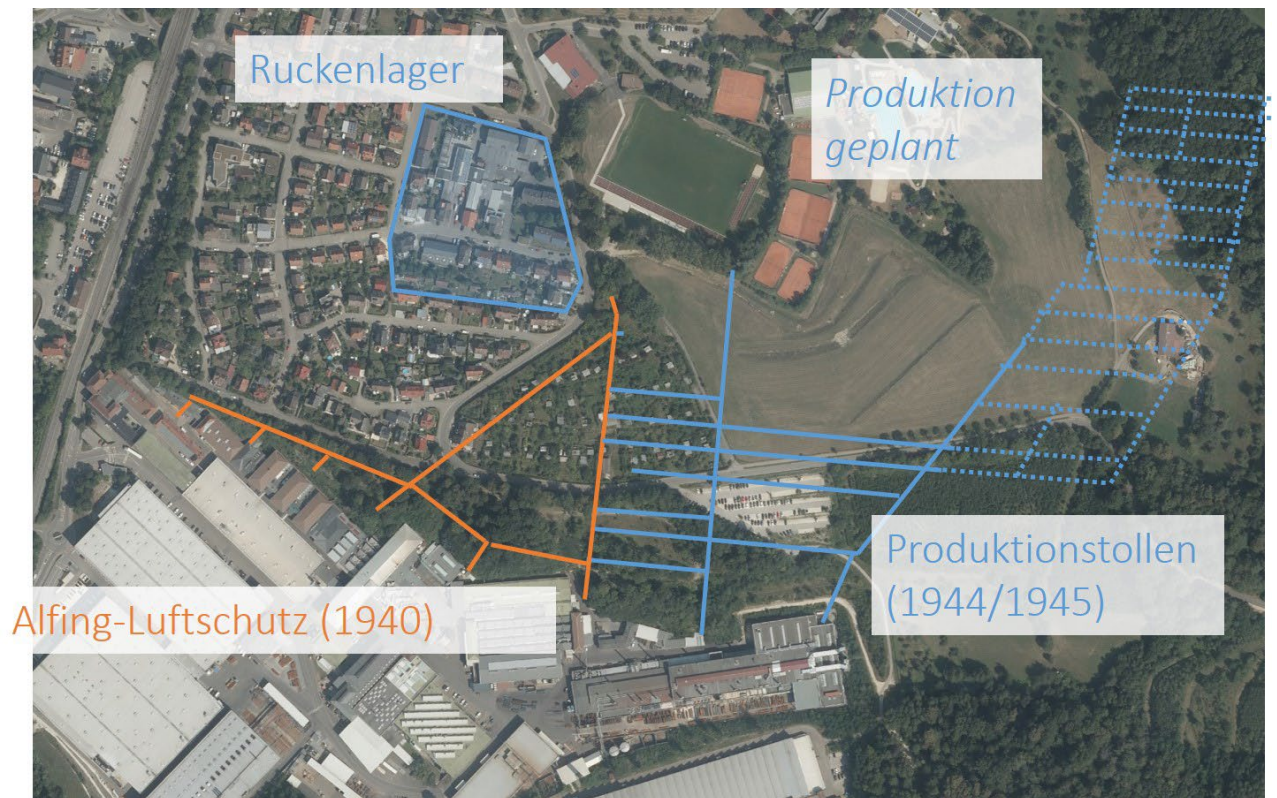 Ruckenlager
Produktion
geplant
Produktionstollen
(1944/1945)
Alfing-Luftschutz (1940)